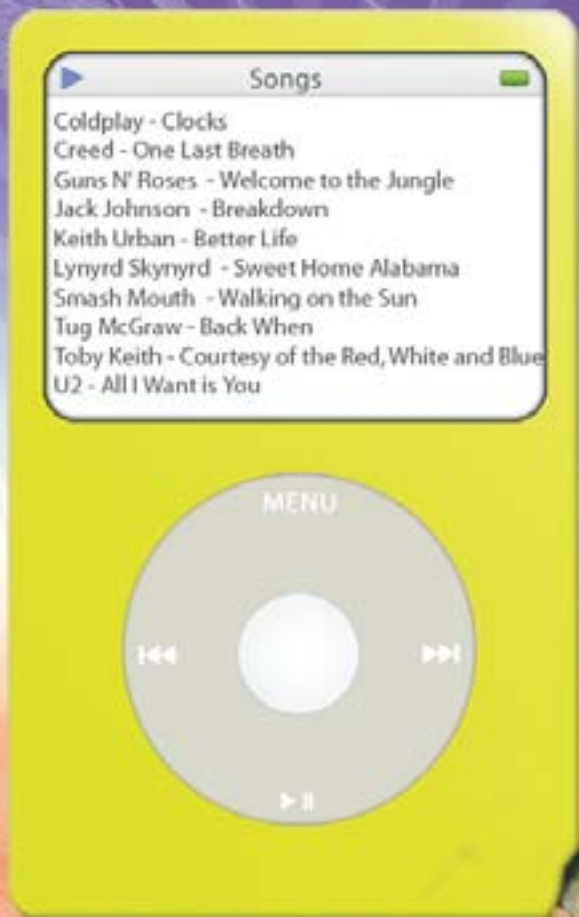 Songs
Coldplay - Clocks
Creed - One Last Breath
Guns N' Roses - Welcome to the Jungle
Jack Johnson - Breakdown
Keith Urban - Better Life
Lynyrd Skynyrd - Sweet Home Alabama
Smash Mouth - Walking on the Sun
Tug McGraw - Back When
Toby Keith - Courtesy of the Red, White and Blue
U2 - All I Want is You
MENU